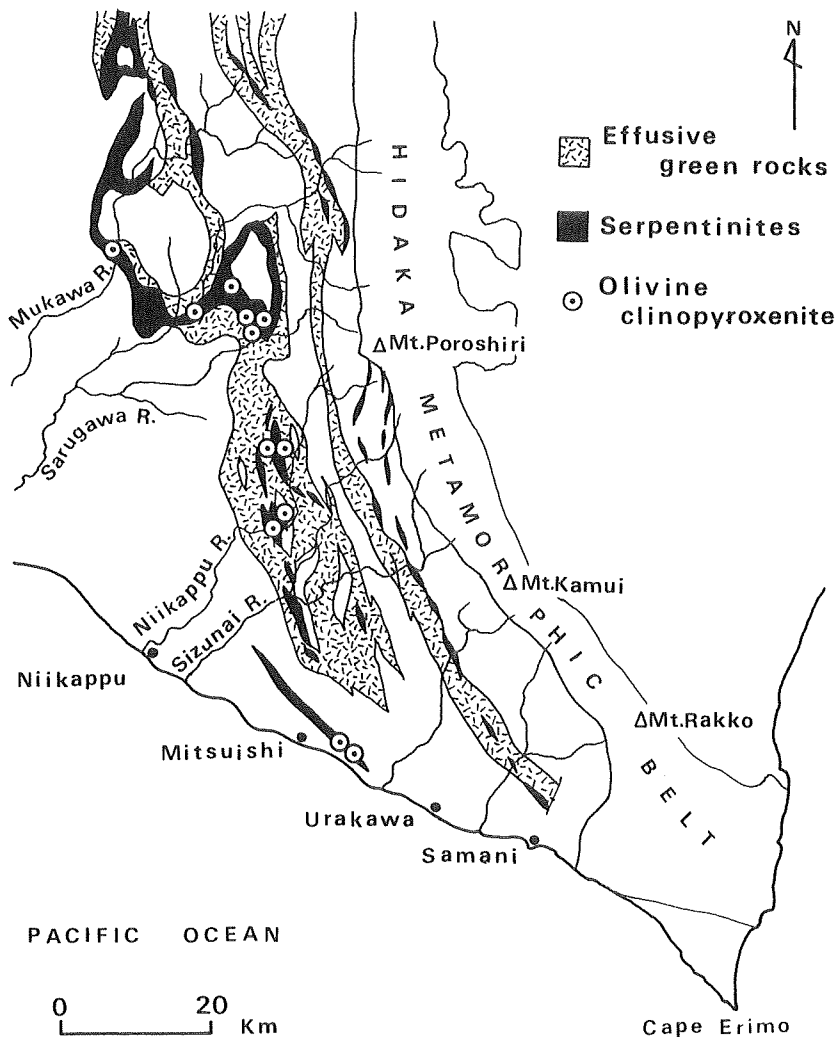 N
Effusive
green rocks
Serpentinites
Olivine
clinopyroxenite
HIDAKA
METAMORPHIC
BELT
Mukawa R.
ΔMt.Poroshiri
Sarugawa R.
Niikappu R.
Sizunai R.
ΔMt.Kamui
Niikappu
ΔMt.Rakko
Mitsuishi
Urakawa
Samani
PACIFIC OCEAN
0 20 Km
Cape Erimo